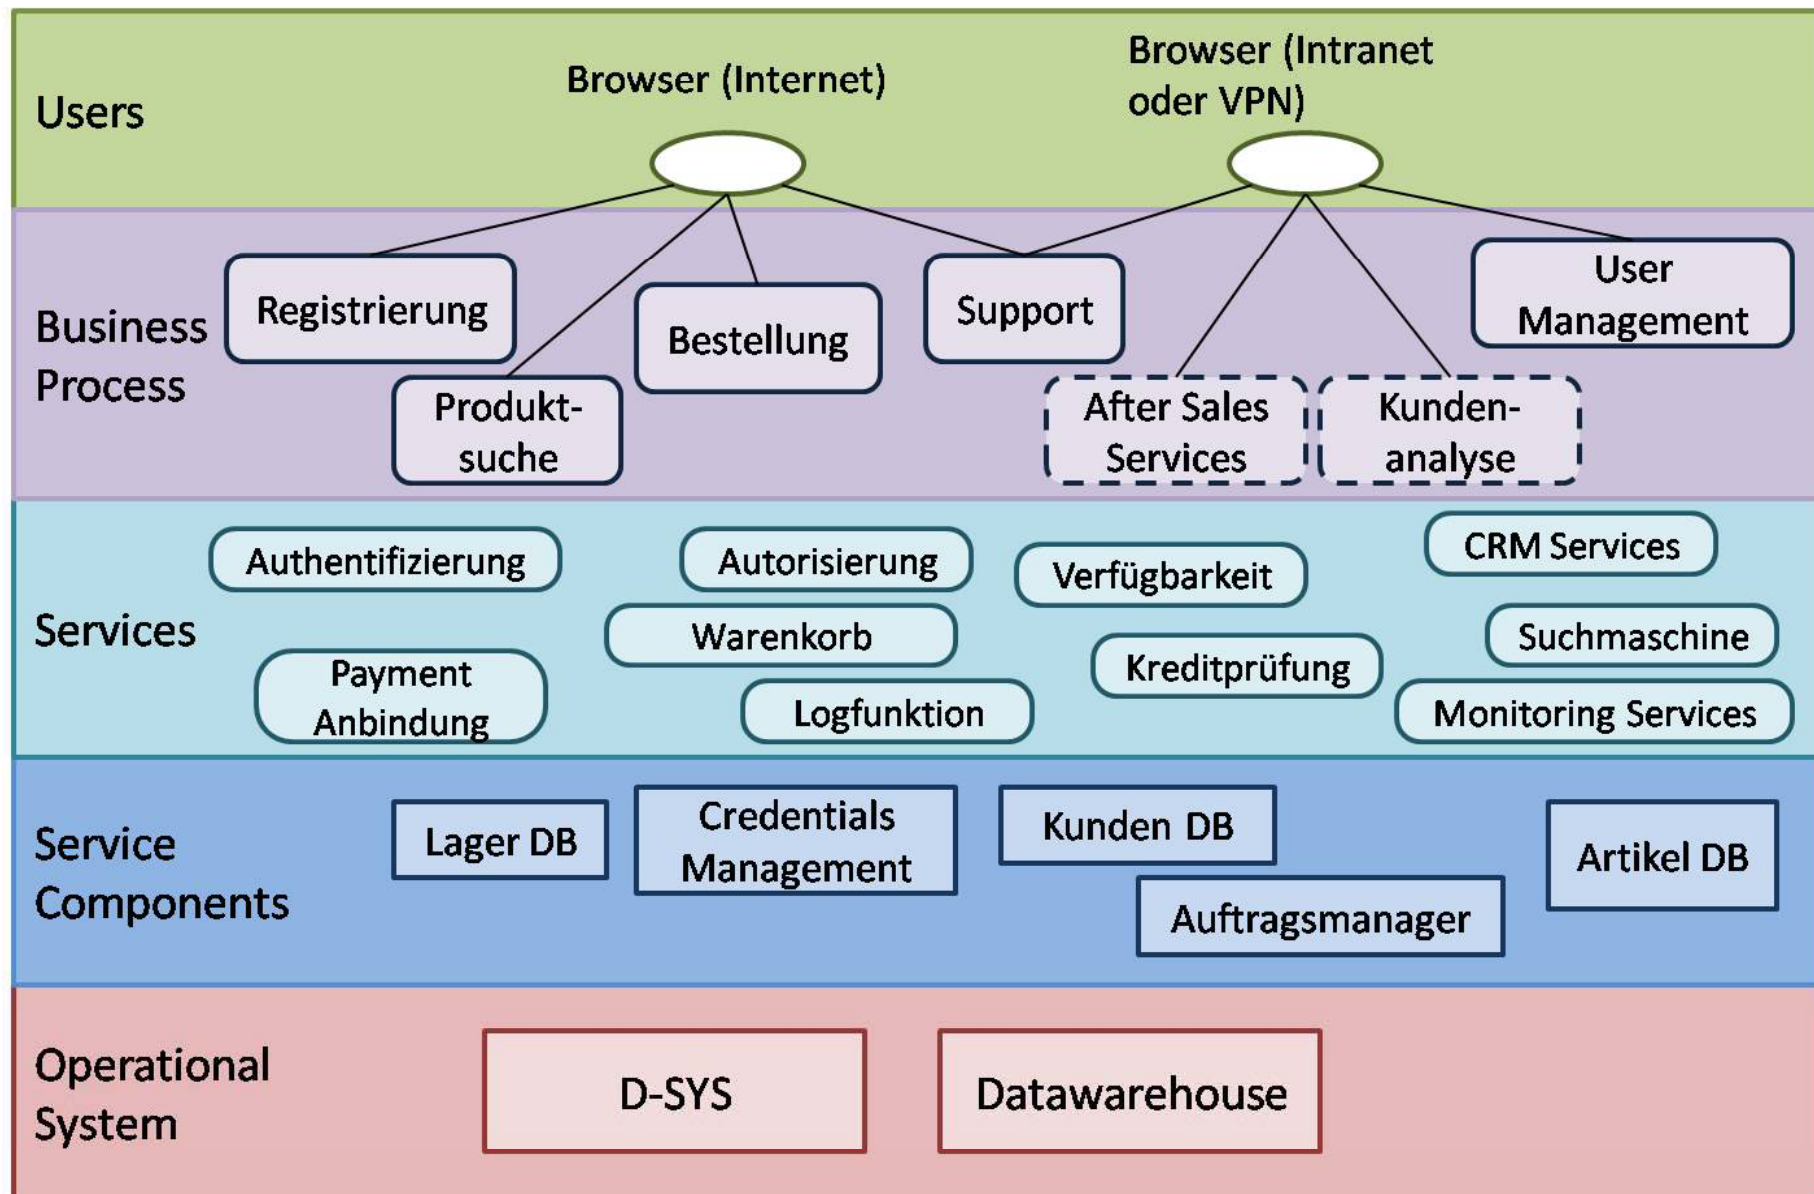 Users
Browser (Internet)
Browser (Intranet
oder VPN)
Business
Process
Registrierung
Produkt-
suche
Bestellung
Support
After Sales
Services
Kunden-
analyse
User
Management
Services
Authentifizierung
Autorisierung
Verfügbarkeit
CRM Services
Warenkorb
Suchmaschine
Payment
Anbindung
Kreditprüfung
Logfunktion
Monitoring Services
Service
Components
Lager DB
Credentials
Management
Kunden DB
Auftragsmanager
Artikel DB
Operational
System
D-SYS
Datawarehouse